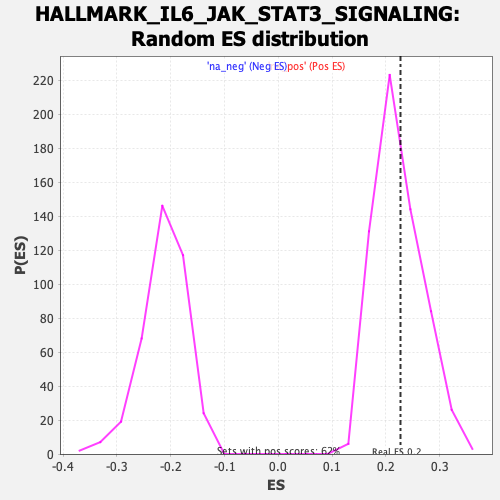 HALLMARK_IL6_JAK_STAT3_SIGNALING:
Random ES distribution
'na_neg' (Neg ES)pos' (Pos ES)
220
200
180
160
140
120
100
80
60
40
20
0
P(ES)
Sets with pos scores: 62%
Real ES 0.2
-0.4 -0.3 -0.2 -0.1 0.0 0.1 0.2 0.3
ES